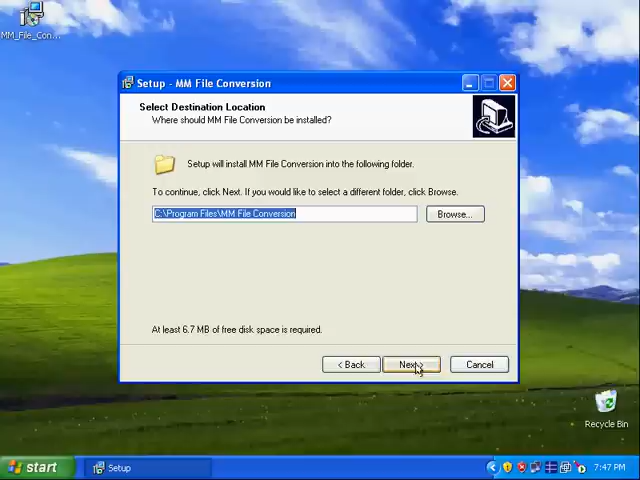 MM_File_Con...
Setup - MM File Conversion
Select Destination Location
Where should MM File Conversion be installed?
Setup will install MM File Conversion into the following folder.
To continue, click Next. If you would like to select a different folder, click Browse.
C:\Program Files\MM File Conversion
Browse...
At least 6.7 MB of free disk space is required.
< Back
Next >
Cancel
Recycle Bin
start
Setup
7:47 PM